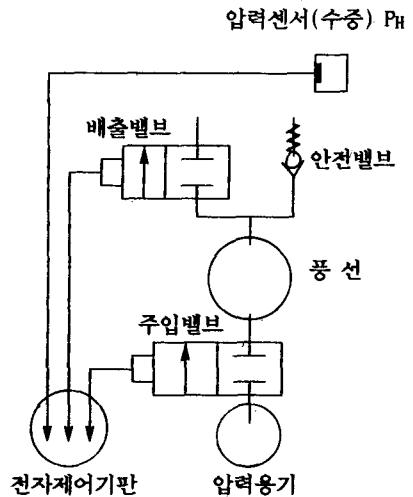 압력센서(수중) PH
배출밸브
안전밸브
풍 선
주입밸브
전자제어기판
압력용기